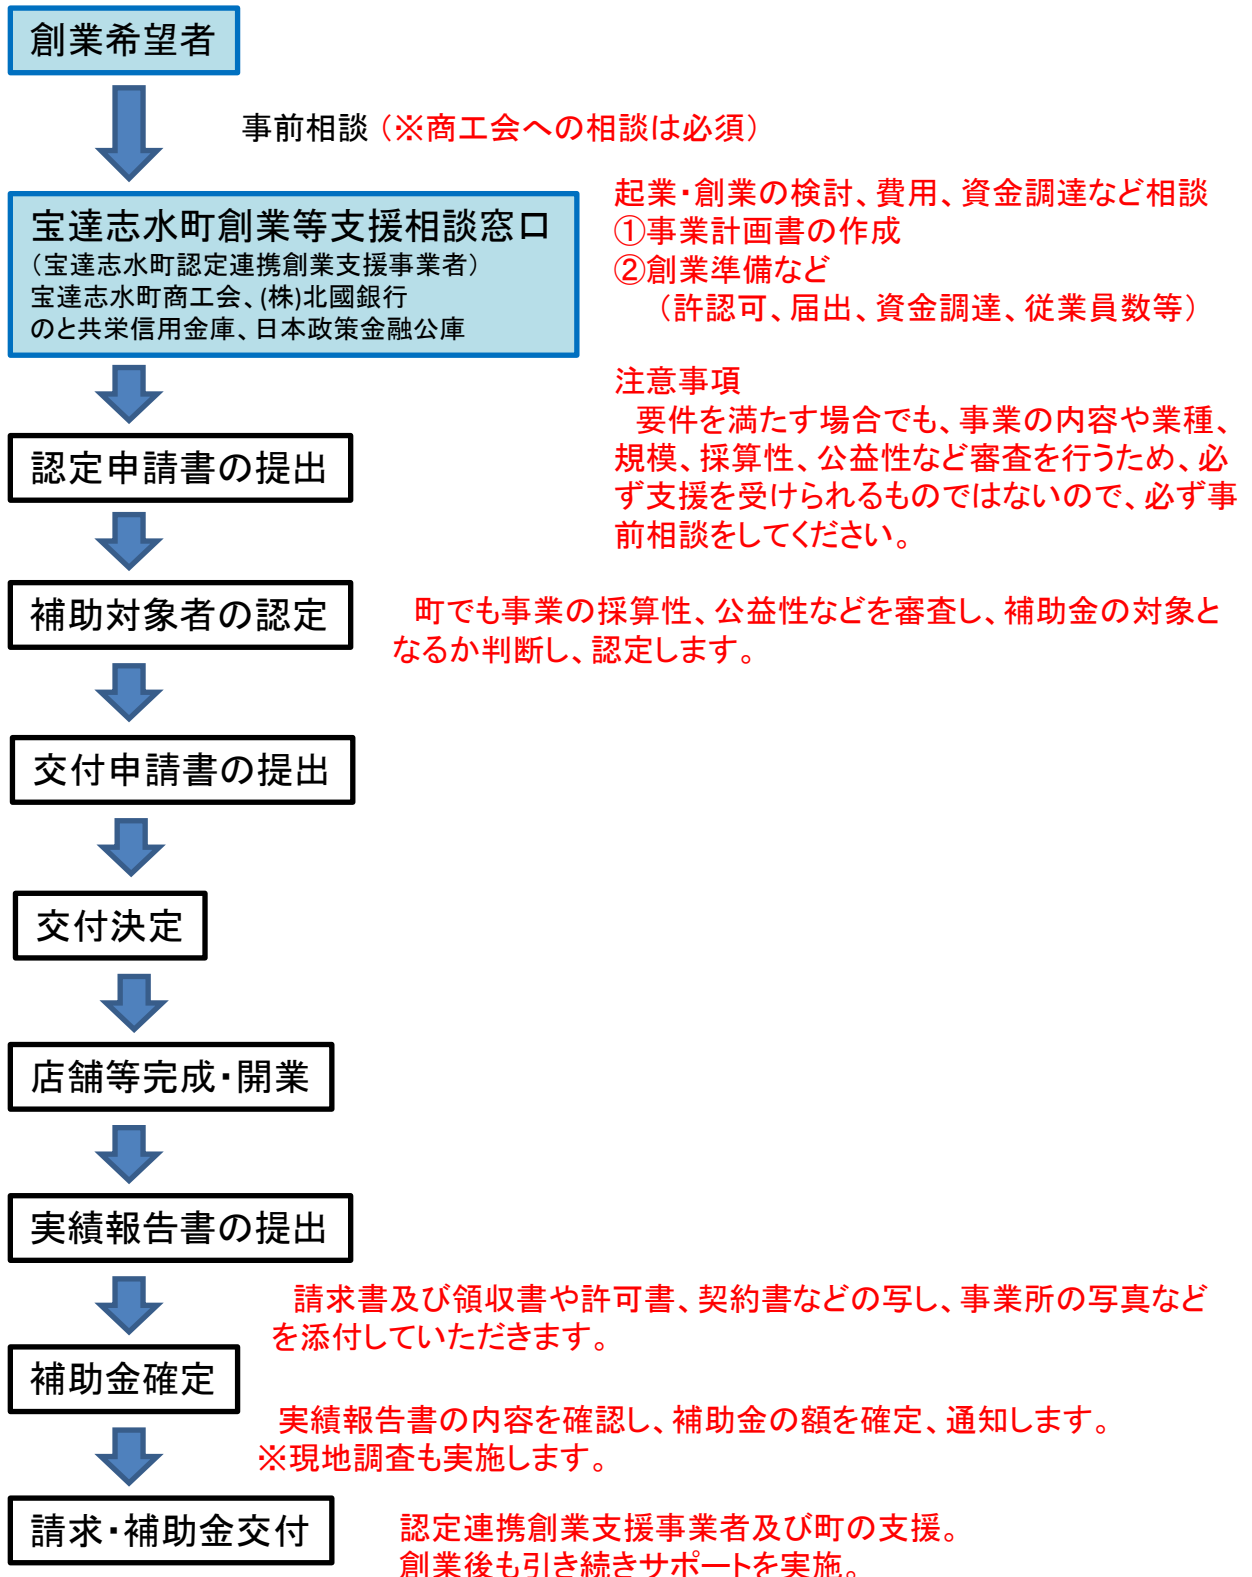 創業希望者
事前相談（※商工会への相談は必須）
宝達志水町創業等支援相談窓口
（宝達志水町認定連携創業支援事業者）
宝達志水町商工会、(株)北國銀行
のと共栄信用金庫、日本政策金融公庫
起業・創業の検討、費用、資金調達など相談
①事業計画書の作成
②創業準備など
（許認可、届出、資金調達、従業員数等）
注意事項
要件を満たす場合でも、事業の内容や業種、
規模、採算性、公益性など審査を行うため、必
ず支援を受けられるものではないので、必ず事
前相談をしてください。
認定申請書の提出
補助対象者の認定
町でも事業の採算性、公益性などを審査し、補助金の対象と
なるか判断し、認定します。
交付申請書の提出
交付決定
店舗等完成・開業
実績報告書の提出
請求書及び領収書や許可書、契約書などの写し、事業所の写真など
を添付していただきます。
補助金確定
実績報告書の内容を確認し、補助金の額を確定、通知します。
※現地調査も実施します。
請求・補助金交付
認定連携創業支援事業者及び町の支援。
創業後も引き続きサポートを実施。